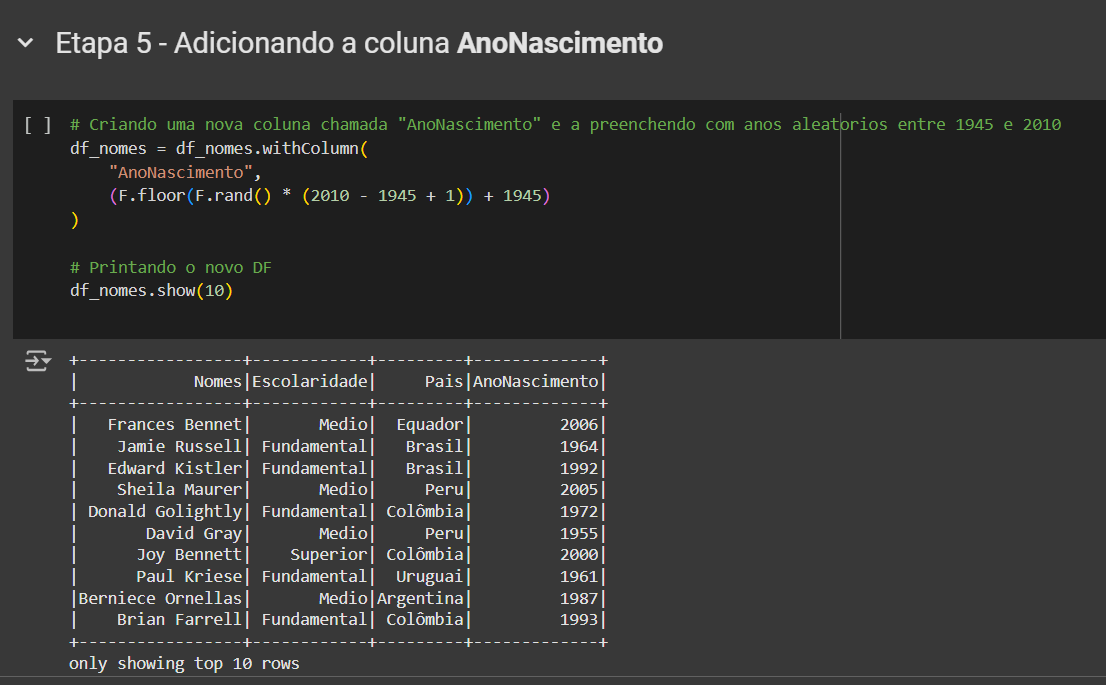 Etapa 5 - Adicionando a coluna AnoNascimento
[ ] # Criando uma nova coluna chamada "AnoNascimento" e a preenchendo com anos aleatorios entre 1945 e 2010
df_nomes = df_nomes.withColumn(
    "AnoNascimento",
    (F.floor(F.rand() * (2010 - 1945 + 1)) + 1945)
)
# Printando o novo DF
df_nomes.show(10)
+-----------------+------------+---------+-------------+
|            Nomes|Escolaridade|     Pais|AnoNascimento|
+-----------------+------------+---------+-------------+
|   Frances Bennet|       Medio|  Equador|         2006|
|    Jamie Russell| Fundamental|   Brasil|         1964|
|   Edward Kistler| Fundamental|   Brasil|         1992|
|    Sheila Maurer|       Medio|     Peru|         2005|
| Donald Golightly| Fundamental| Colômbia|         1972|
|       David Gray|       Medio|     Peru|         1955|
|      Joy Bennett|    Superior| Colômbia|         2000|
|      Paul Kriese| Fundamental|  Uruguai|         1961|
|Berniece Ornellas|       Medio|Argentina|         1987|
|    Brian Farrell| Fundamental| Colômbia|         1993|
+-----------------+------------+---------+-------------+
only showing top 10 rows